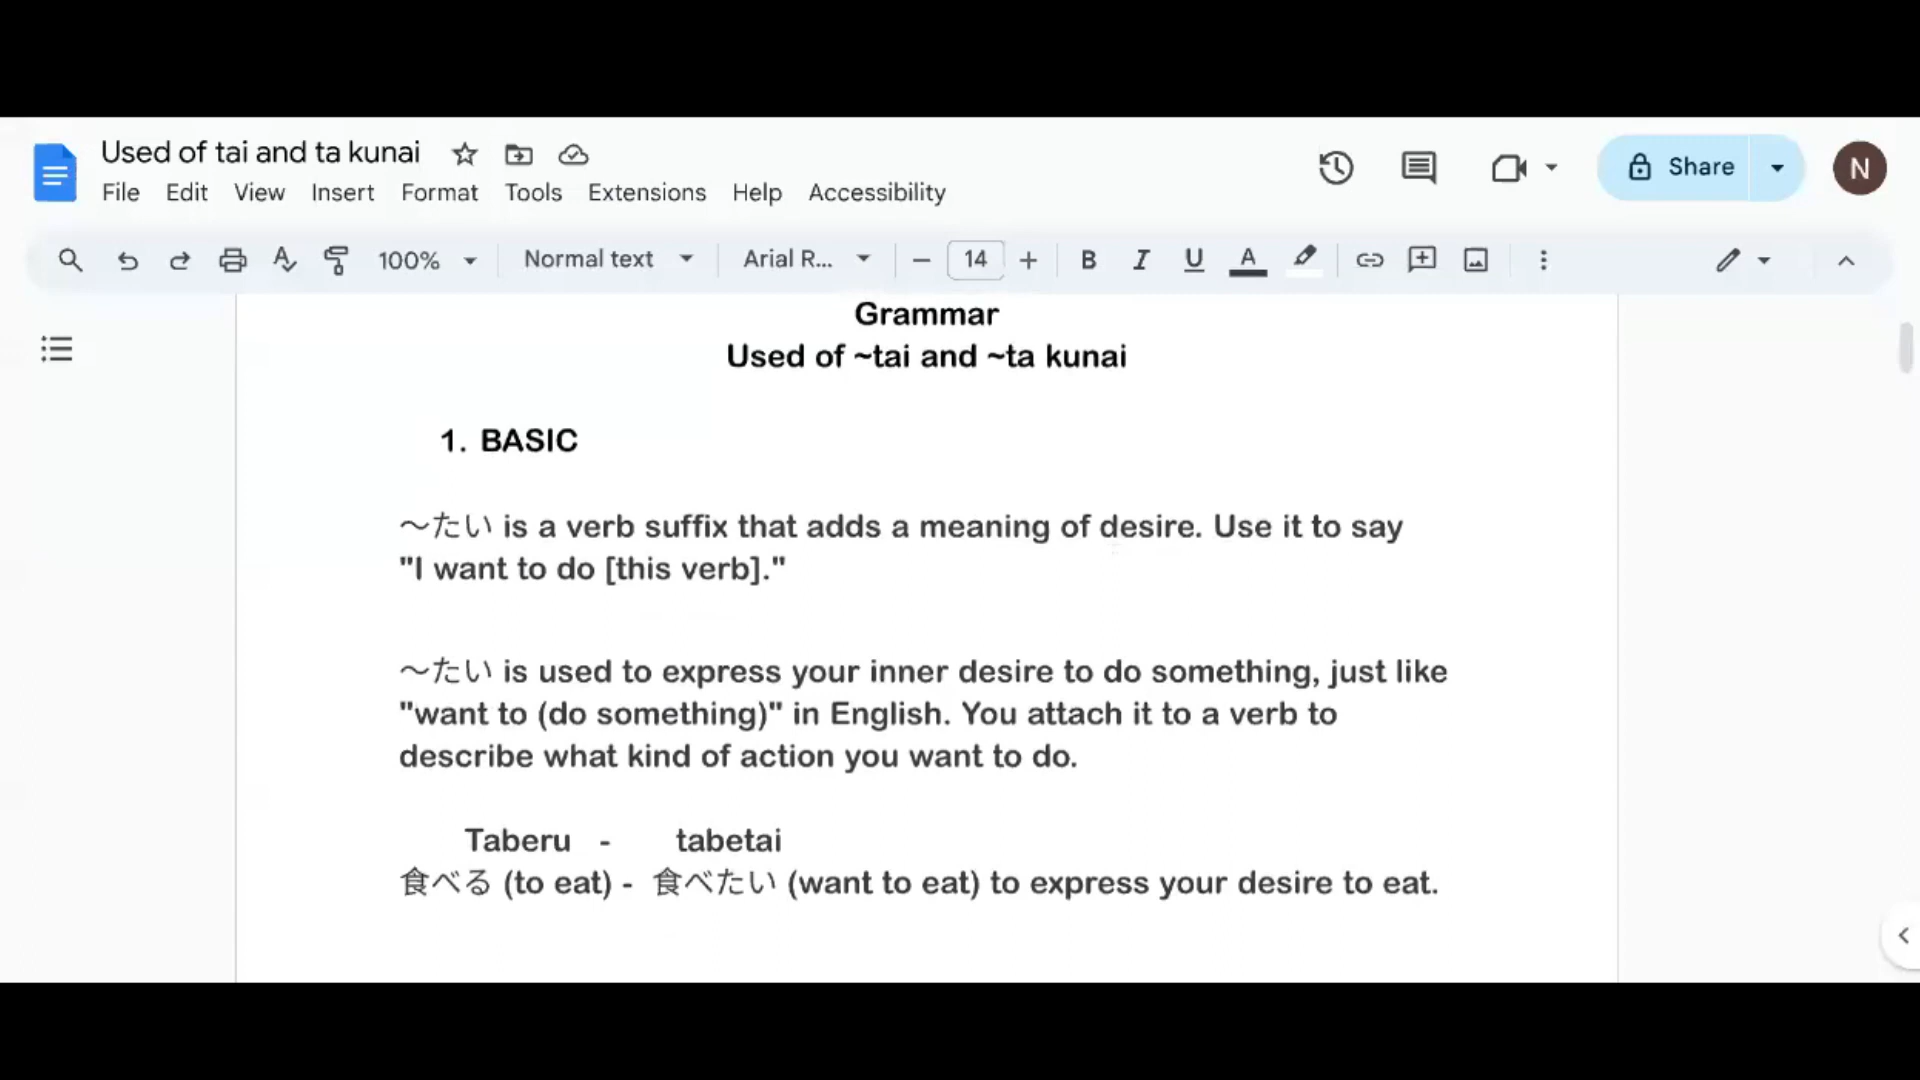 Used of tai and ta kunai
File Edit View Insert Format Tools Extensions Help Accessibility
Share
N
100% Normal text Arial R... 14 B I U A
Grammar
Used of ~tai and ~ta kunai
1. BASIC
〜たい is a verb suffix that adds a meaning of desire. Use it to say
"I want to do [this verb]."
〜たい is used to express your inner desire to do something, just like
"want to (do something)" in English. You attach it to a verb to
describe what kind of action you want to do.
Taberu - tabetai
食べる (to eat) - 食べたい (want to eat) to express your desire to eat.